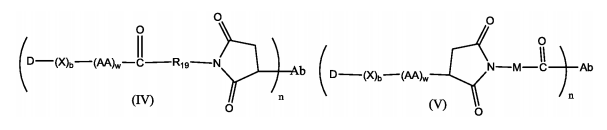 O O O O
D (X)b (AA)w C R19 N Ab D (X)b (AA)w N M C Ab
O n O n
(IV) (V)